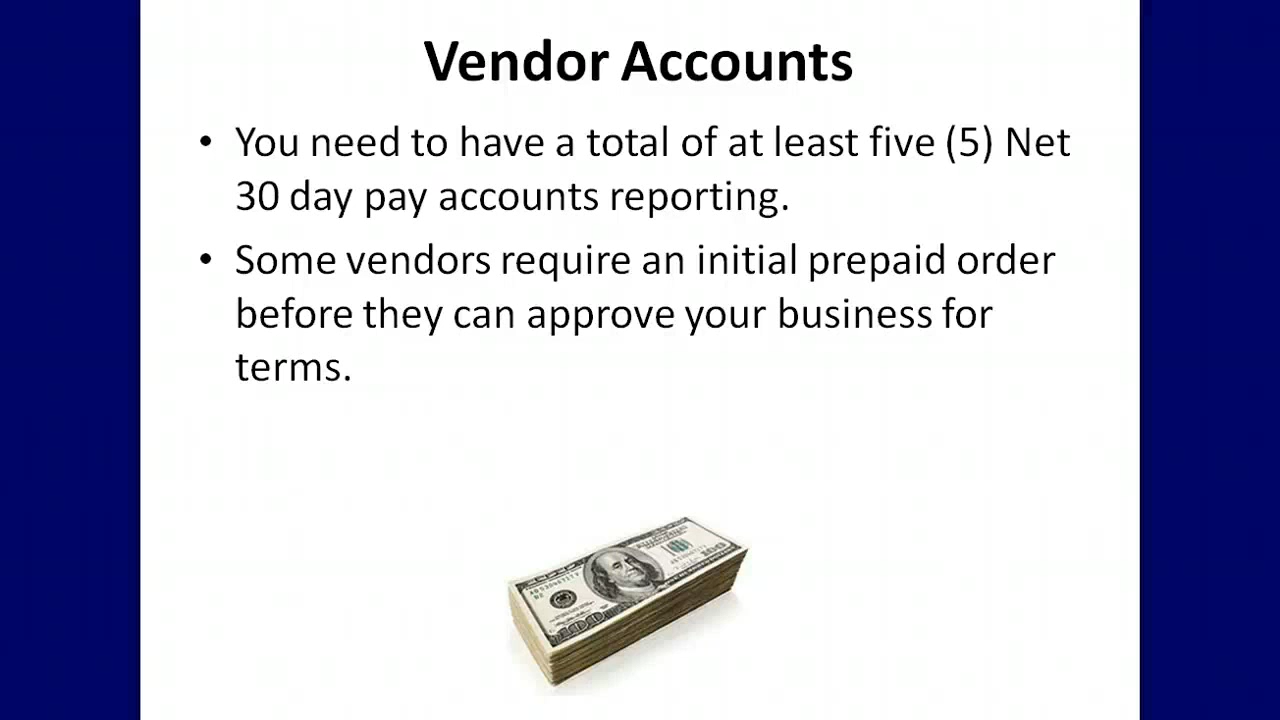 Vendor Accounts
• You need to have a total of at least five (5) Net
30 day pay accounts reporting.
• Some vendors require an initial prepaid order
before they can approve your business for
terms.
100